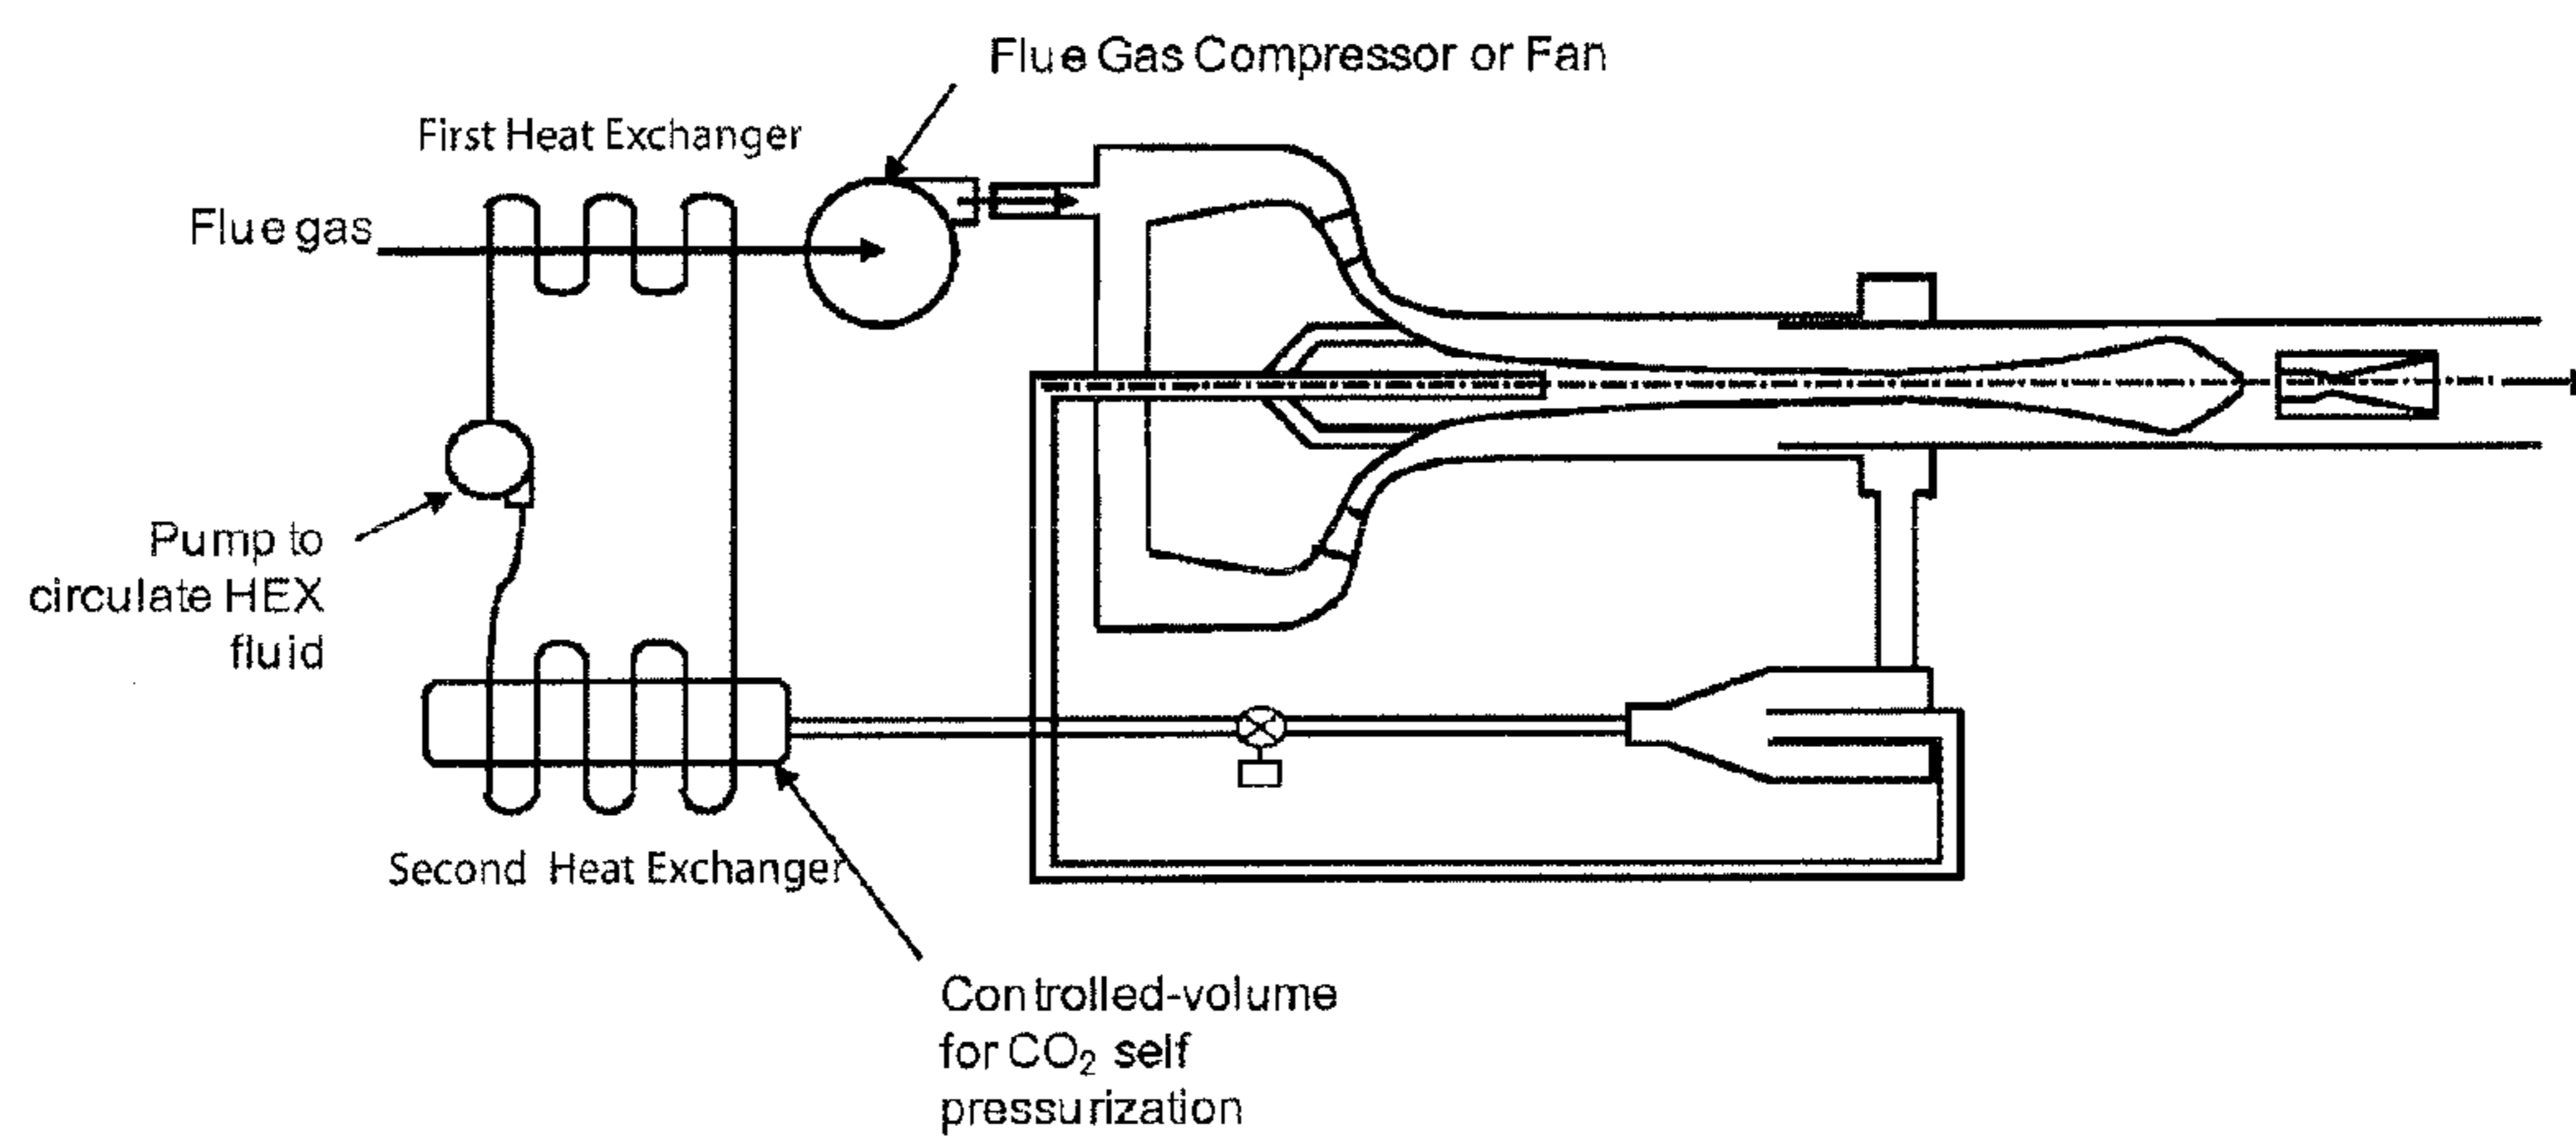 Flue Gas Compressor or Fan
First Heat Exchanger
Flue gas
Pump to
circulate HEX
fluid
Second Heat Exchanger
Controlled-volume
for CO₂ self
pressurization